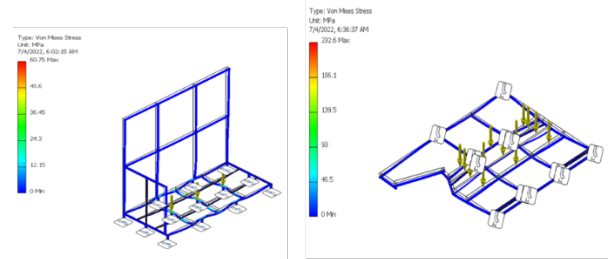 Type: Von Mises Stress
Unit: MPa
7/4/2022, 6:02:15 AM
60.75 Max
48.6
36.45
24.3
12.15
0 Min
Type: Von Mises Stress
Unit: MPa
7/4/2022, 6:36:37 AM
232.6 Max
186.1
139.5
93
46.5
0 Min